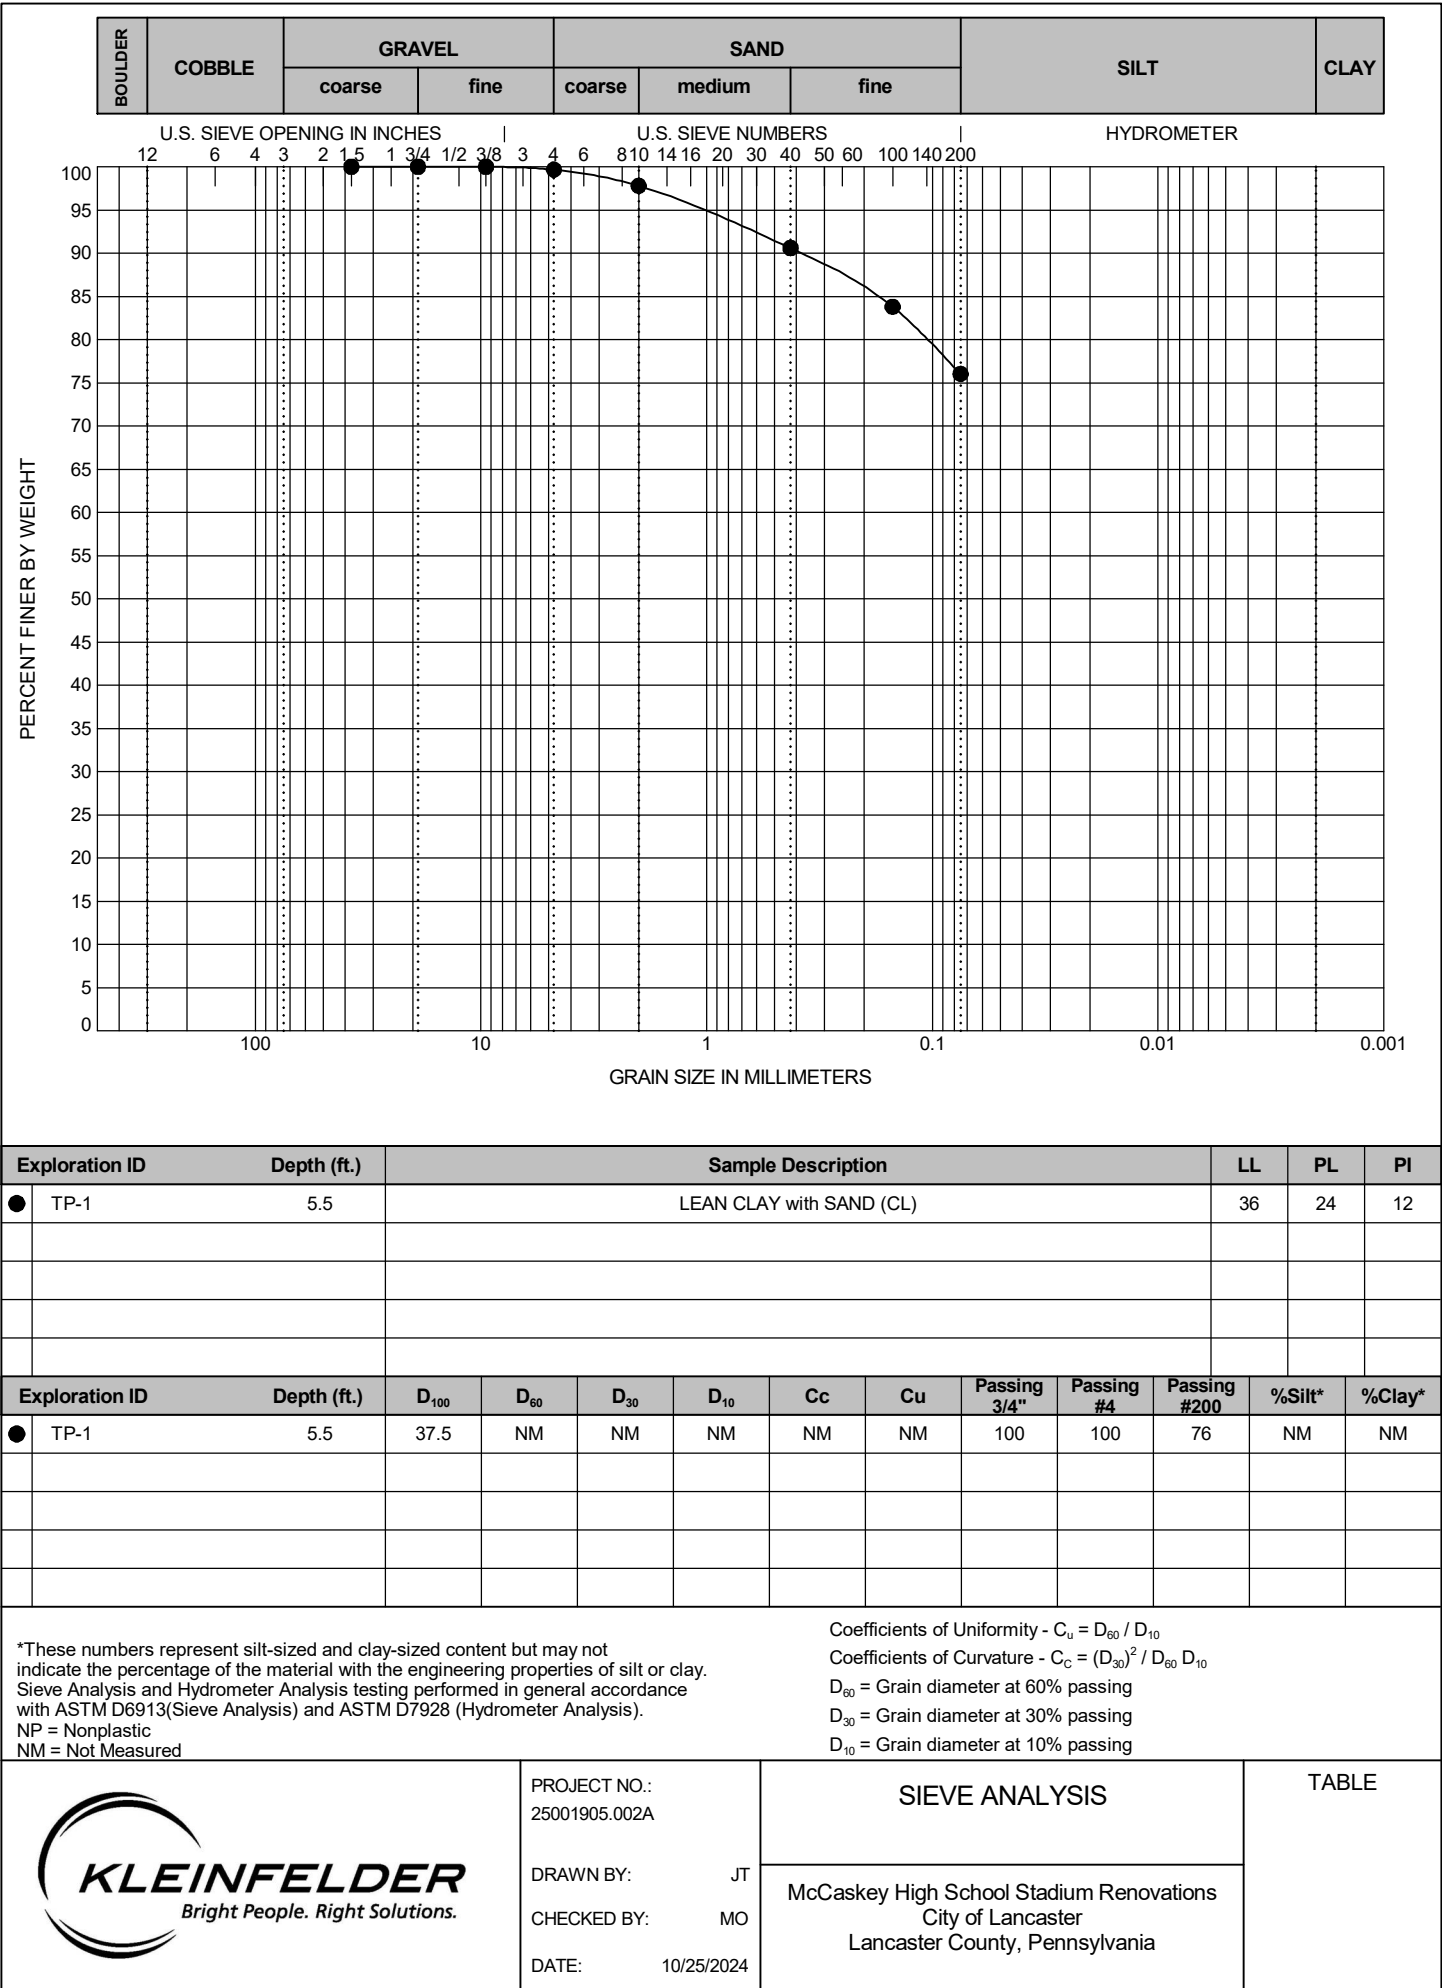 BOULDER
COBBLE
GRAVEL
SAND
SILT
CLAY
coarse fine coarse medium fine
U.S. SIEVE OPENING IN INCHES | U.S. SIEVE NUMBERS | HYDROMETER
12 6 4 3 2 1.5 1 3/4 1/2 3/8 3 4 6 8 10 14 16 20 30 40 50 60 100 140 200
100
95
90
85
80
75
70
65
60
55
50
45
40
35
30
25
20
15
10
5
0
PERCENT FINER BY WEIGHT
100 10 1 0.1 0.01 0.001
GRAIN SIZE IN MILLIMETERS
Exploration ID Depth (ft.) Sample Description LL PL PI
TP-1 5.5 LEAN CLAY with SAND (CL) 36 24 12
Exploration ID Depth (ft.) D100 D60 D30 D10 Cc Cu Passing 3/4" Passing #4 Passing #200 %Silt* %Clay*
TP-1 5.5 37.5 NM NM NM NM NM 100 100 76 NM NM
*These numbers represent silt-sized and clay-sized content but may not
indicate the percentage of the material with the engineering properties of silt or clay.
Sieve Analysis and Hydrometer Analysis testing performed in general accordance
with ASTM D6913(Sieve Analysis) and ASTM D7928 (Hydrometer Analysis).
NP = Nonplastic
NM = Not Measured
Coefficients of Uniformity - Cu = D60 / D10
Coefficients of Curvature - CC = (D30)² / D60 D10
D60 = Grain diameter at 60% passing
D30 = Grain diameter at 30% passing
D10 = Grain diameter at 10% passing
KLEINFELDER
Bright People. Right Solutions.
PROJECT NO.:
25001905.002A
DRAWN BY: JT
CHECKED BY: MO
DATE: 10/25/2024
SIEVE ANALYSIS
McCaskey High School Stadium Renovations
City of Lancaster
Lancaster County, Pennsylvania
TABLE